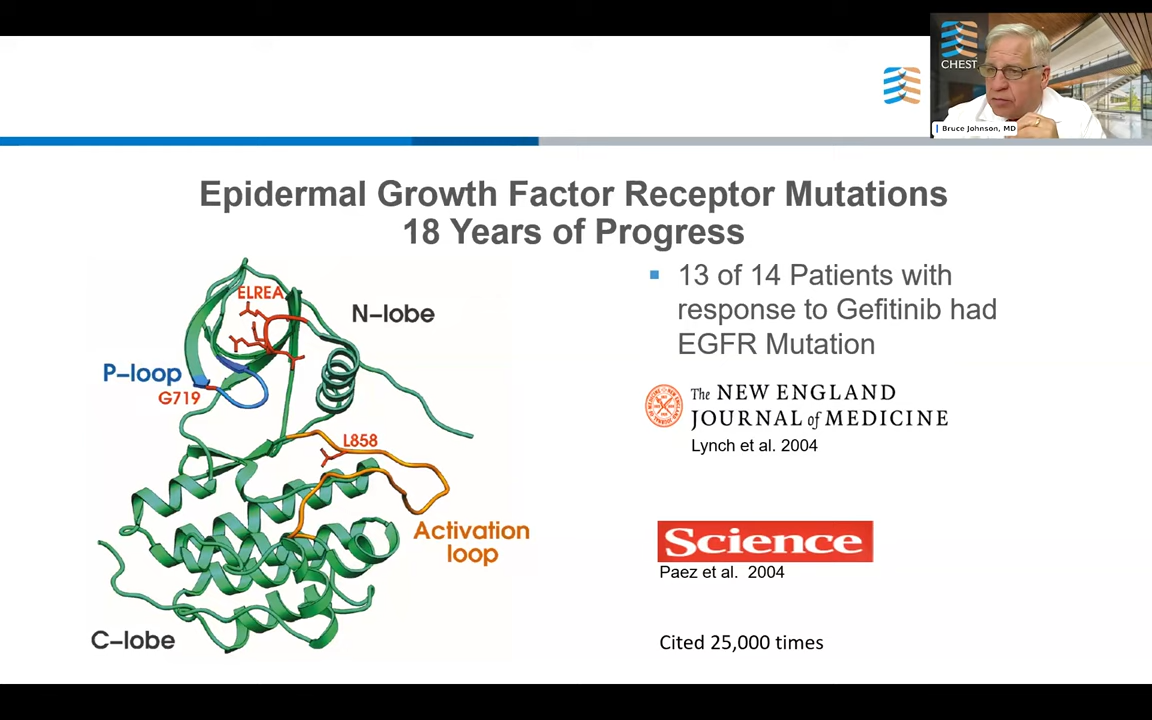 CHEST
Bruce Johnson, MD
Epidermal Growth Factor Receptor Mutations
18 Years of Progress
ELREA
N-lobe
P-loop
G719
L858
Activation
loop
C-lobe
13 of 14 Patients with
response to Gefitinib had
EGFR Mutation
The NEW ENGLAND
JOURNAL of MEDICINE
Lynch et al. 2004
Science
Paez et al. 2004
Cited 25,000 times